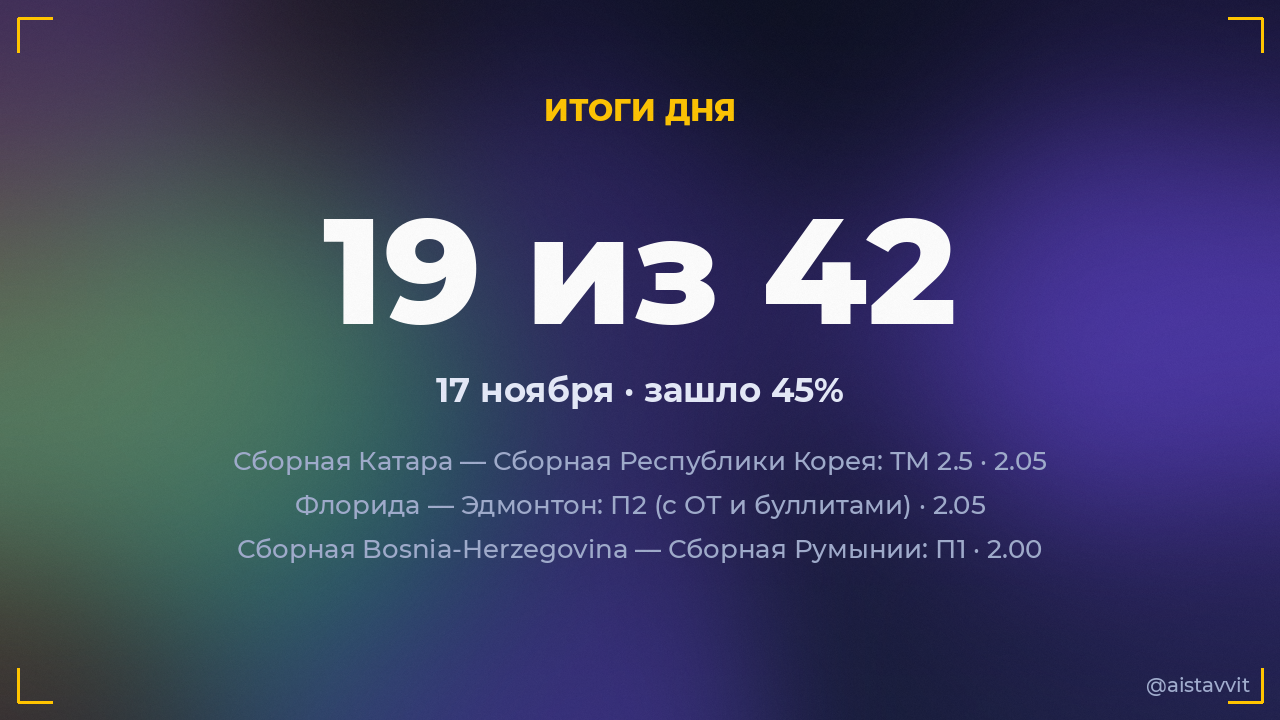 ИТОГИ ДНЯ
19 из 42
17 ноября · зашло 45%
Сборная Катара — Сборная Республики Корея: ТМ 2.5 · 2.05
Флорида — Эдмонтон: П2 (с ОТ и буллитами) · 2.05
Сборная Bosnia-Herzegovina — Сборная Румынии: П1 · 2.00
@aistavvit